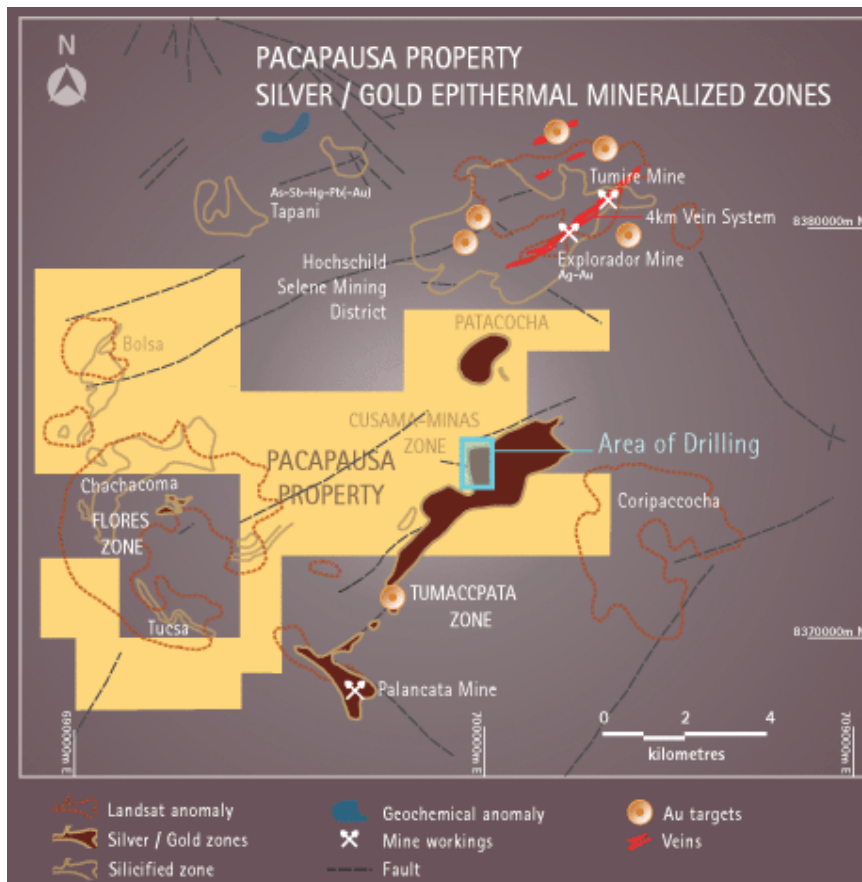 N
PACAPAUSA PROPERTY
SILVER / GOLD EPITHERMAL MINERALIZED ZONES
As-Sb-Hg-Pb(-Au)
Tapani
Tumire Mine
4km Vein System
8380000m N
Explorador Mine
Ag-Au
Hochschild
Selene Mining
District
PATACOCHA
Bolsa
CUSAMA-MINAS
ZONE
Area of Drilling
PACAPAUSA
PROPERTY
Chachacoma
FLORES
ZONE
Coripaccocha
TUMACCPATA
ZONE
Tucsa
8370000m N
Palancata Mine
690000m E
700000m E
709000m E
0 2 4
kilometres
Landsat anomaly
Geochemical anomaly
Au targets
Silver / Gold zones
Mine workings
Veins
Silicified zone
Fault